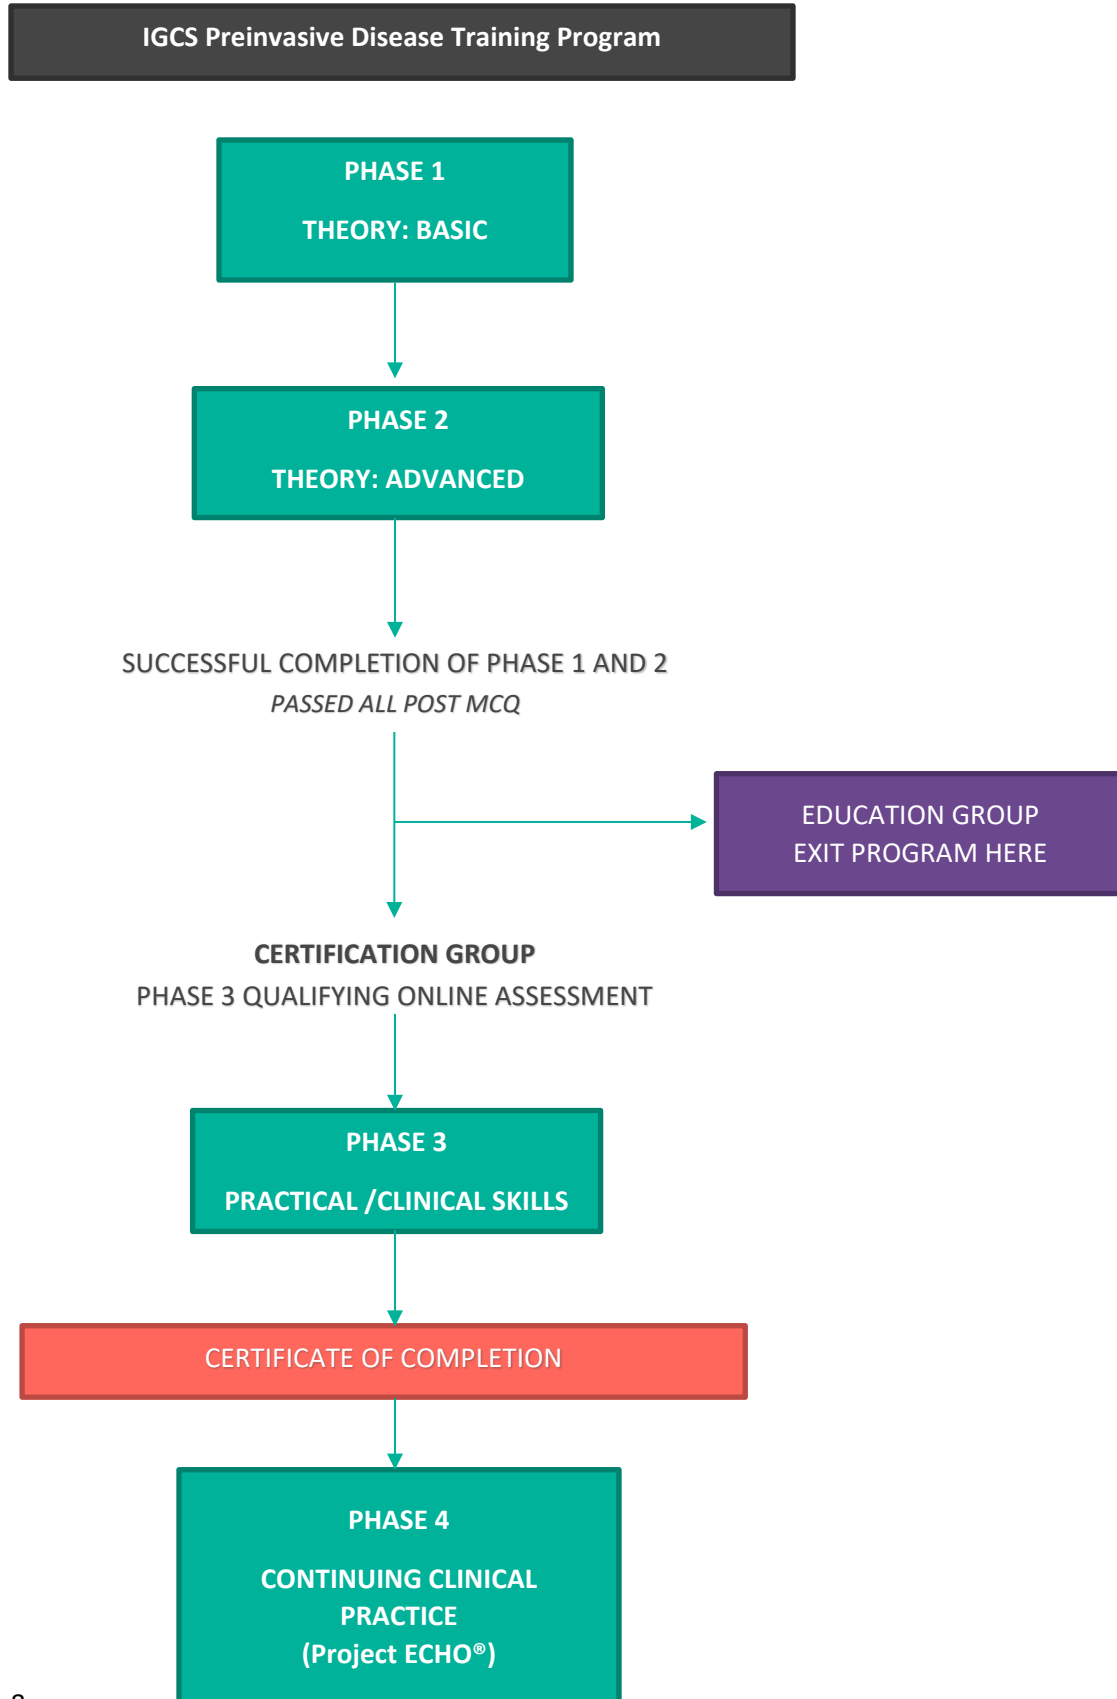 IGCS Preinvasive Disease Training Program
PHASE 1
THEORY: BASIC
PHASE 2
THEORY: ADVANCED
SUCCESSFUL COMPLETION OF PHASE 1 AND 2
PASSED ALL POST MCQ
EDUCATION GROUP
EXIT PROGRAM HERE
CERTIFICATION GROUP
PHASE 3 QUALIFYING ONLINE ASSESSMENT
PHASE 3
PRACTICAL /CLINICAL SKILLS
CERTIFICATE OF COMPLETION
PHASE 4
CONTINUING CLINICAL
PRACTICE
(Project ECHO®)